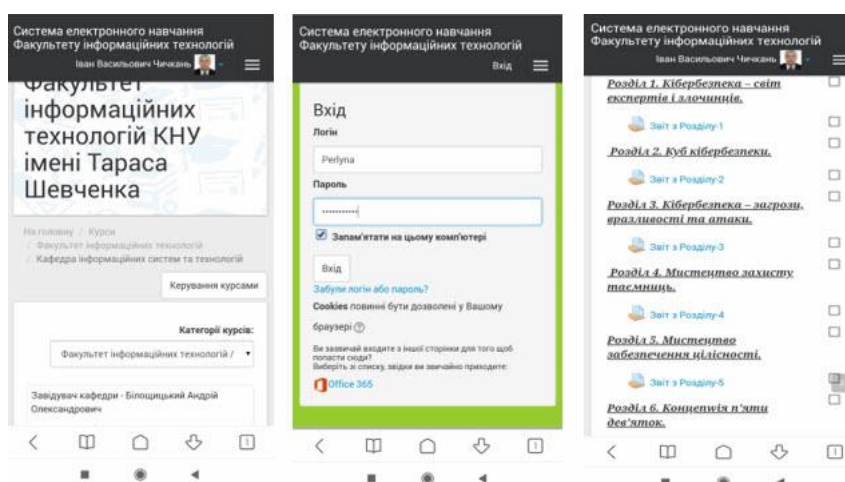 Система електронного навчання
Факультету інформаційних технологій
Іван Васильович Чичкань
Факультет
інформаційних
технологій КНУ
імені Тараса
Шевченка
На головну / Курси
/ Факультет інформаційних технологій
/ Кафедра інформаційних систем та технологій
Керування курсами
Категорії курсів:
Факультет інформаційних технологій /
Завідувач кафедри - Білощицький Андрій
Олександрович
1
Система електронного навчання
Факультету інформаційних технологій
Вхід
Вхід
Логін
Perlyna
Пароль
Запам'ятати на цьому комп'ютері
Вхід
Забули логін або пароль?
Cookies повинні бути дозволені у Вашому
браузері
Ви зазвичай входите з іншої сторінки для того щоб
попасти сюди?
Виберіть зі списку, звідки ви звичайно приходите:
Office 365
1
Система електронного навчання
Факультету інформаційних технологій
Іван Васильович Чичкань
Розділ 1. Кібербезпека – світ
експертів і злочинців.
Звіт з Розділу-1
Розділ 2. Куб кібербезпеки.
Звіт з Розділу-2
Розділ 3. Кібербезпека – загрози,
вразливості та атаки.
Звіт з Розділу-3
Розділ 4. Мистецтво захисту
таємниць.
Звіт з Розділу-4
Розділ 5. Мистецтво
забезпечення цілісності.
Звіт з Розділу-5
Розділ 6. Концепція п'яти
дев'яток.
1